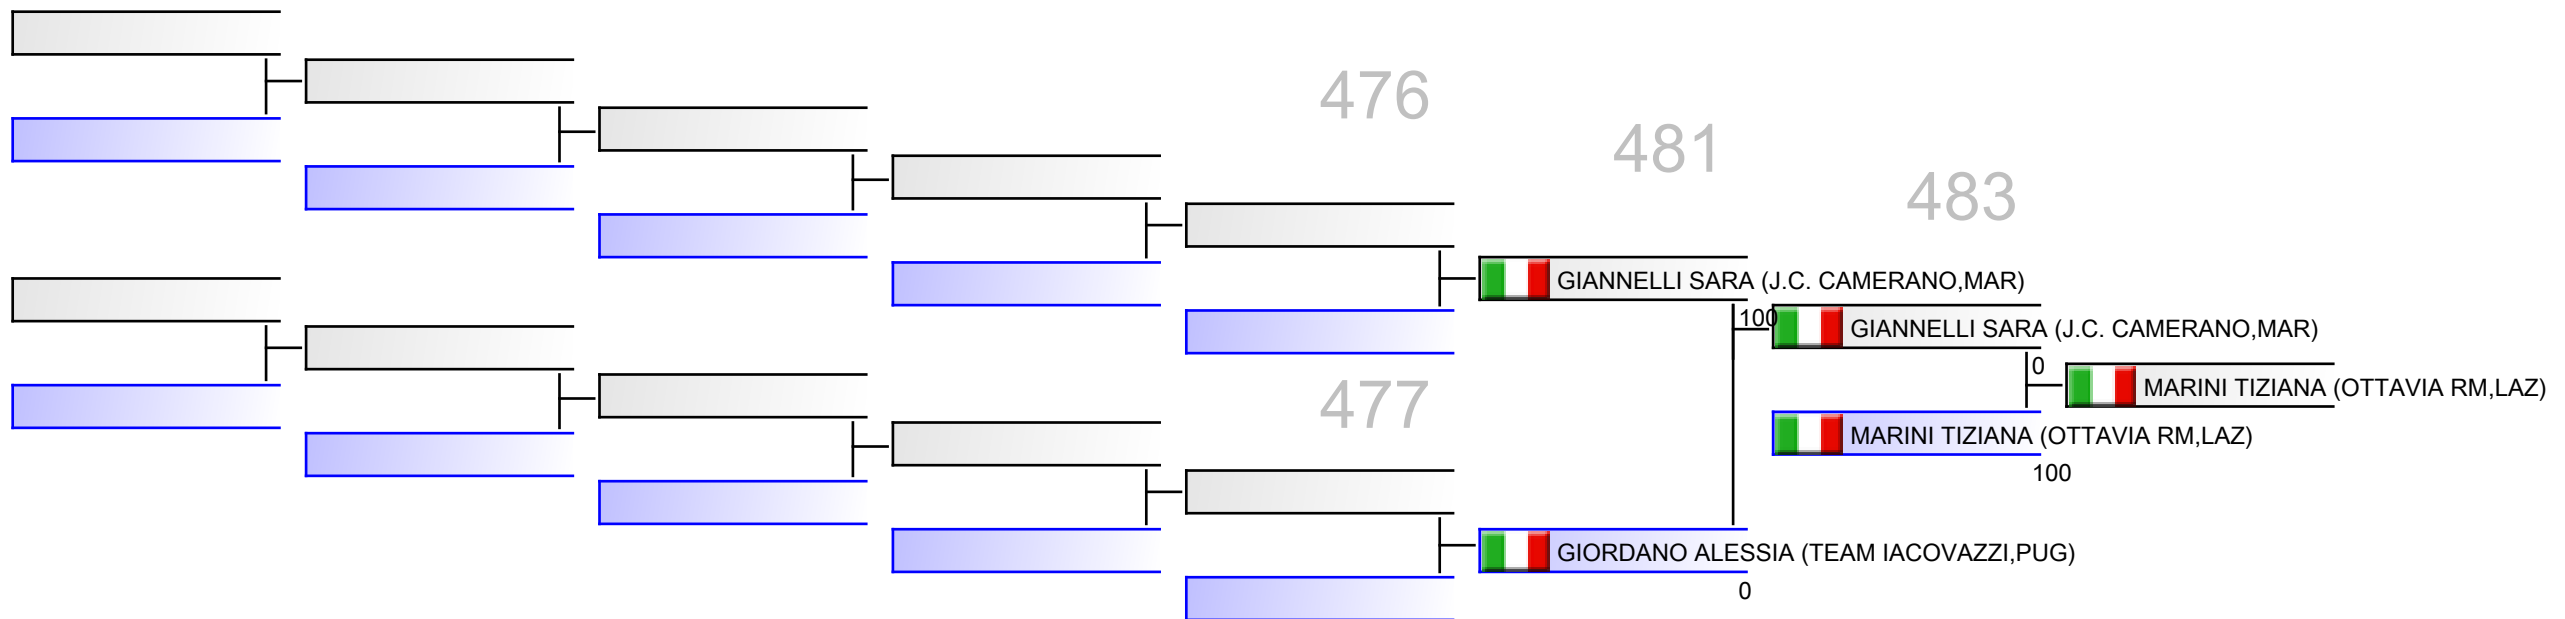 476
481
483
GIANNELLI SARA (J.C. CAMERANO,MAR)
100
GIANNELLI SARA (J.C. CAMERANO,MAR)
0
MARINI TIZIANA (OTTAVIA RM,LAZ)
477
MARINI TIZIANA (OTTAVIA RM,LAZ)
100
GIORDANO ALESSIA (TEAM IACOVAZZI,PUG)
0